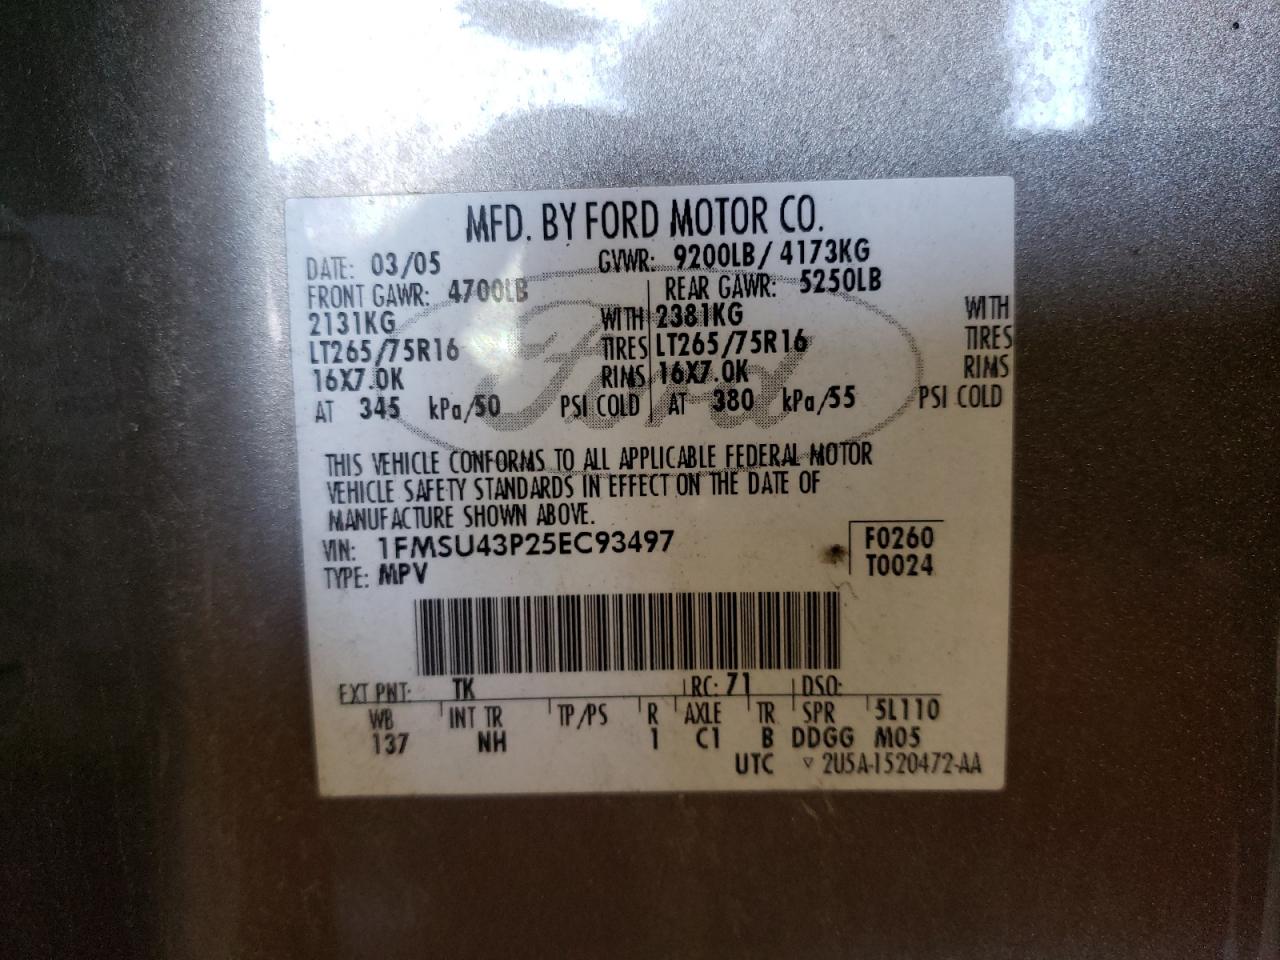 MFD. BY FORD MOTOR CO.
DATE: 03/05 GVWR: 9200LB/4173KG
FRONT GAWR: 4700LB REAR GAWR: 5250LB
2131KG WITH 2381KG WITH
LT265/75R16 TIRES LT265/75R16 TIRES
16X7.0K RIMS 16X7.0K RIMS
AT 345 kPa/50 PSI COLD AT 380 kPa/55 PSI COLD
Ford
THIS VEHICLE CONFORMS TO ALL APPLICABLE FEDERAL MOTOR
VEHICLE SAFETY STANDARDS IN EFFECT ON THE DATE OF
MANUFACTURE SHOWN ABOVE.
VIN: 1FMSU43P25EC93497 F0260
TYPE: MPV T0024
EXT PNT: TK RC: 71 DSO:
WB INT TR TP/PS R AXLE TR SPR 5L110
137 NH 1 C1 B DDGG M05
UTC ▽ 2U5A-1520472-AA